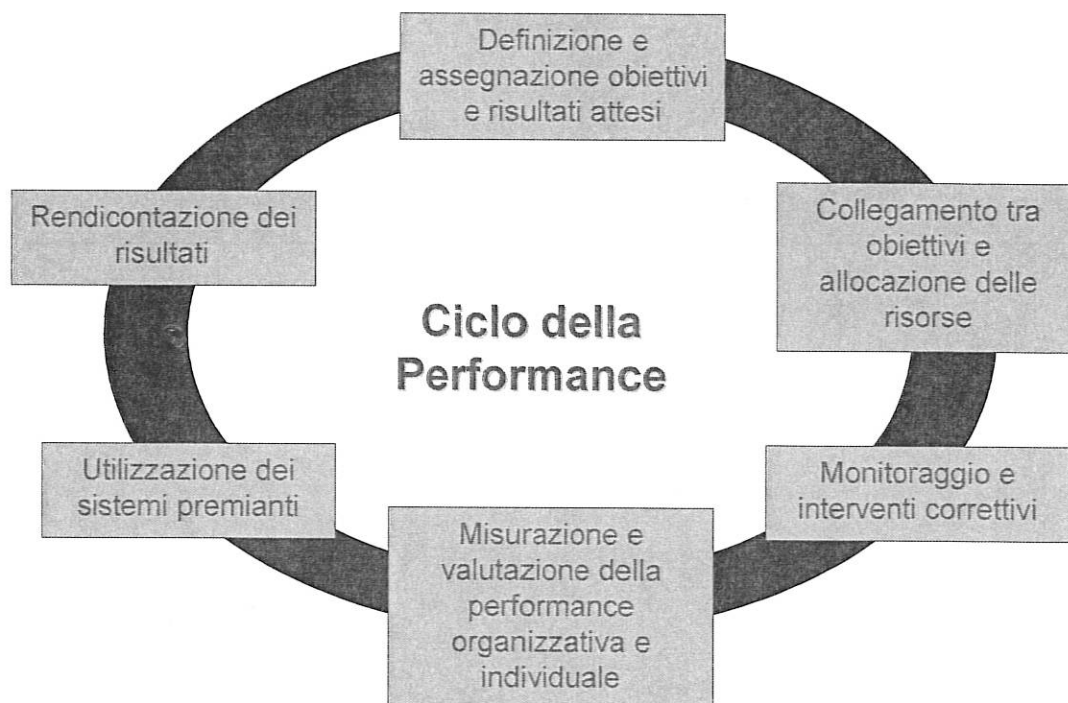 Definizione e
assegnazione obiettivi
e risultati attesi
Collegamento tra
obiettivi e
allocazione delle
risorse
Monitoraggio e
interventi correttivi
Misurazione e
valutazione della
performance
organizzativa e
individuale
Utilizzazione dei
sistemi premianti
Rendicontazione dei
risultati
Ciclo della
Performance